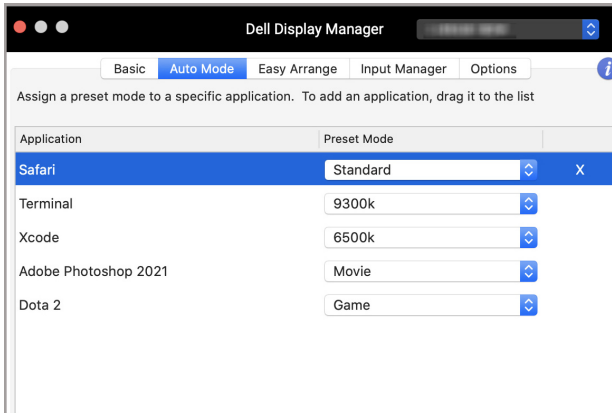 Dell Display Manager
Basic Auto Mode Easy Arrange Input Manager Options i
Assign a preset mode to a specific application. To add an application, drag it to the list
Application Preset Mode
Safari Standard X
Terminal 9300k
Xcode 6500k
Adobe Photoshop 2021 Movie
Dota 2 Game